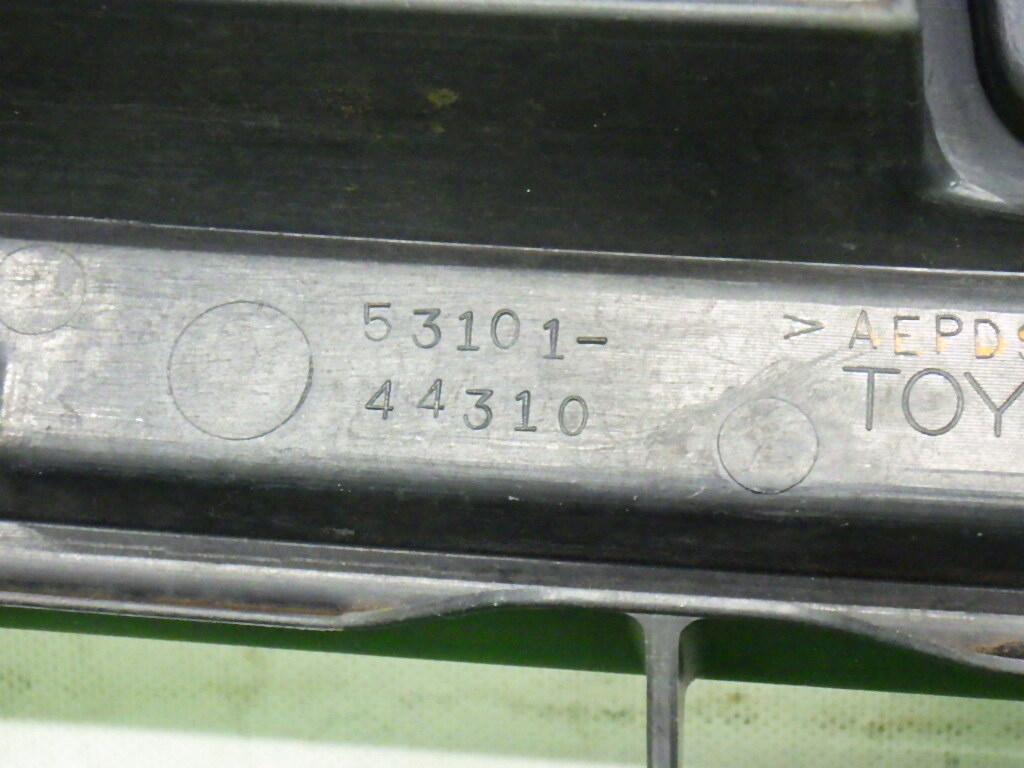 53101-
44310
> AEPDS
TOY